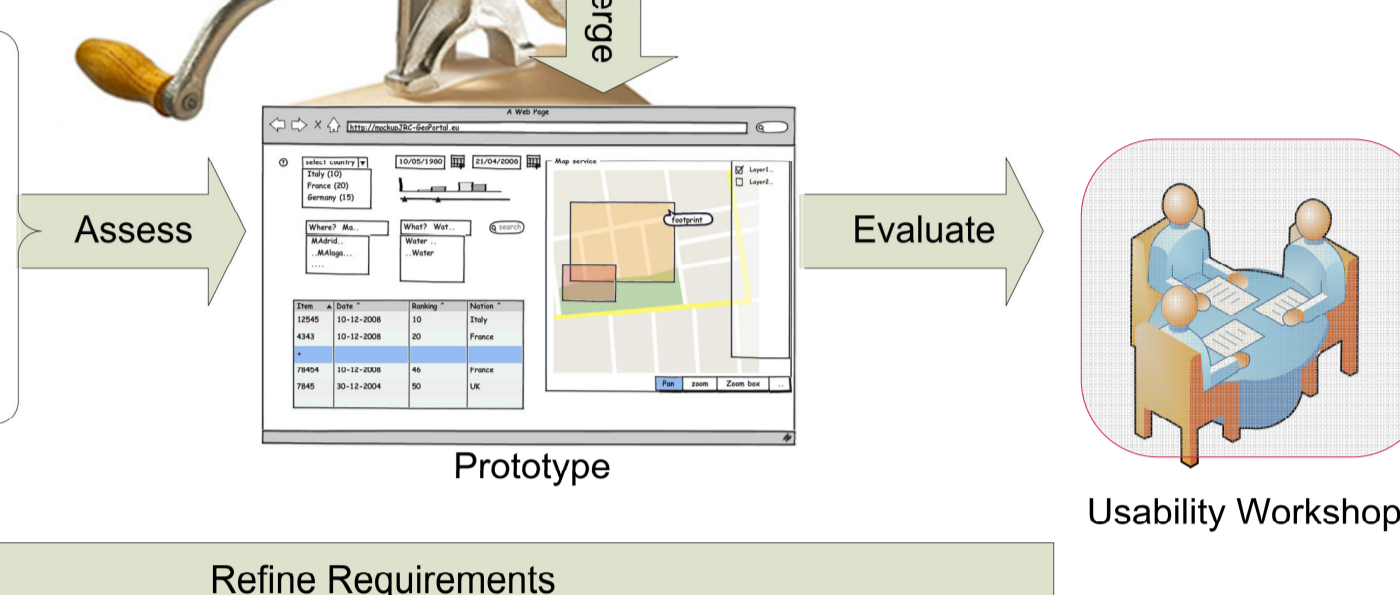 erge
A Web Page
http://mockupJRC-GeoPortal.eu
select country
Italy (10)
France (20)
Germany (15)
10/05/1980
21/04/2008
Map service
Layer1..
Layer2..
footprint
Where? Ma..
MAdrid..
..MAlaga...
....
What? Wat..
Water ..
..Water
search
Item Date Ranking Nation
12545 10-12-2008 10 Italy
4343 10-12-2008 20 France
78454 10-12-2008 46 France
7845 30-12-2004 50 UK
Pan zoom Zoom box ..
Assess
Evaluate
Prototype
Usability Workshop
Refine Requirements